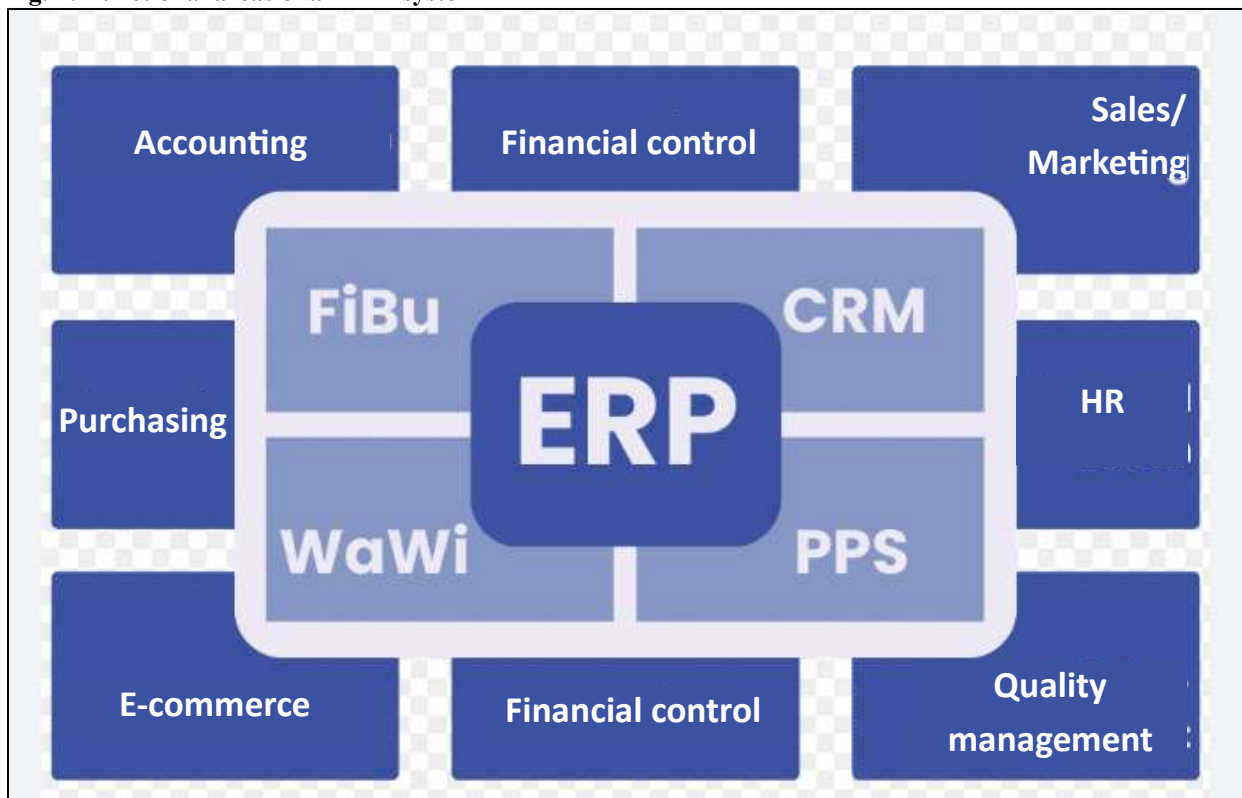 Accounting
Financial control
Sales/
Marketing
FiBu
CRM
Purchasing
ERP
HR
WaWi
PPS
E-commerce
Financial control
Quality
management